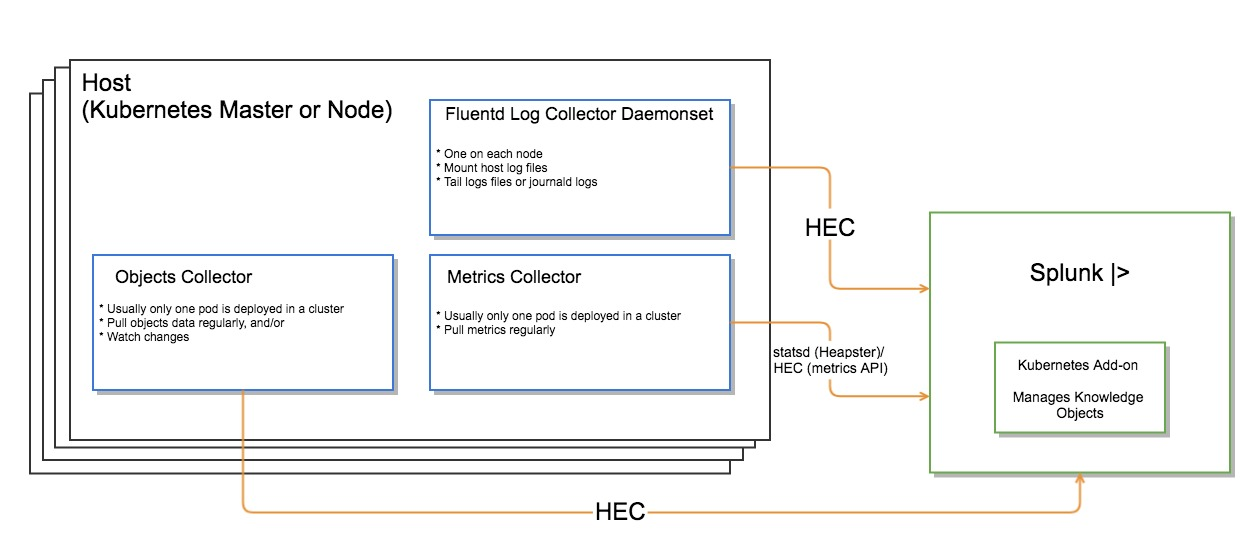 Host
(Kubernetes Master or Node)
Fluentd Log Collector Daemonset
* One on each node
* Mount host log files
* Tail logs files or journald logs
HEC
Objects Collector
* Usually only one pod is deployed in a cluster
* Pull objects data regularly, and/or
* Watch changes
Metrics Collector
* Usually only one pod is deployed in a cluster
* Pull metrics regularly
statsd (Heapster)/
HEC (metrics API)
Splunk |>
Kubernetes Add-on
Manages Knowledge
Objects
HEC